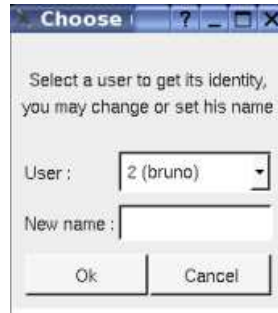 Choose
?
Select a user to get its identity,
you may change or set his name
User :
2 (bruno)
New name :
Ok
Cancel